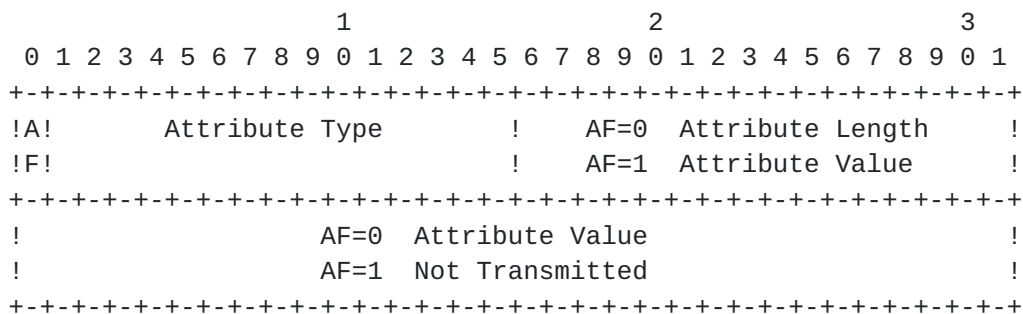 1                   2                   3
 0 1 2 3 4 5 6 7 8 9 0 1 2 3 4 5 6 7 8 9 0 1 2 3 4 5 6 7 8 9 0 1
+-+-+-+-+-+-+-+-+-+-+-+-+-+-+-+-+-+-+-+-+-+-+-+-+-+-+-+-+-+-+-+-+
!A!       Attribute Type        !    AF=0  Attribute Length     !
!F!                             !    AF=1  Attribute Value      !
+-+-+-+-+-+-+-+-+-+-+-+-+-+-+-+-+-+-+-+-+-+-+-+-+-+-+-+-+-+-+-+-+
!                   AF=0  Attribute Value                       !
!                   AF=1  Not Transmitted                       !
+-+-+-+-+-+-+-+-+-+-+-+-+-+-+-+-+-+-+-+-+-+-+-+-+-+-+-+-+-+-+-+-+